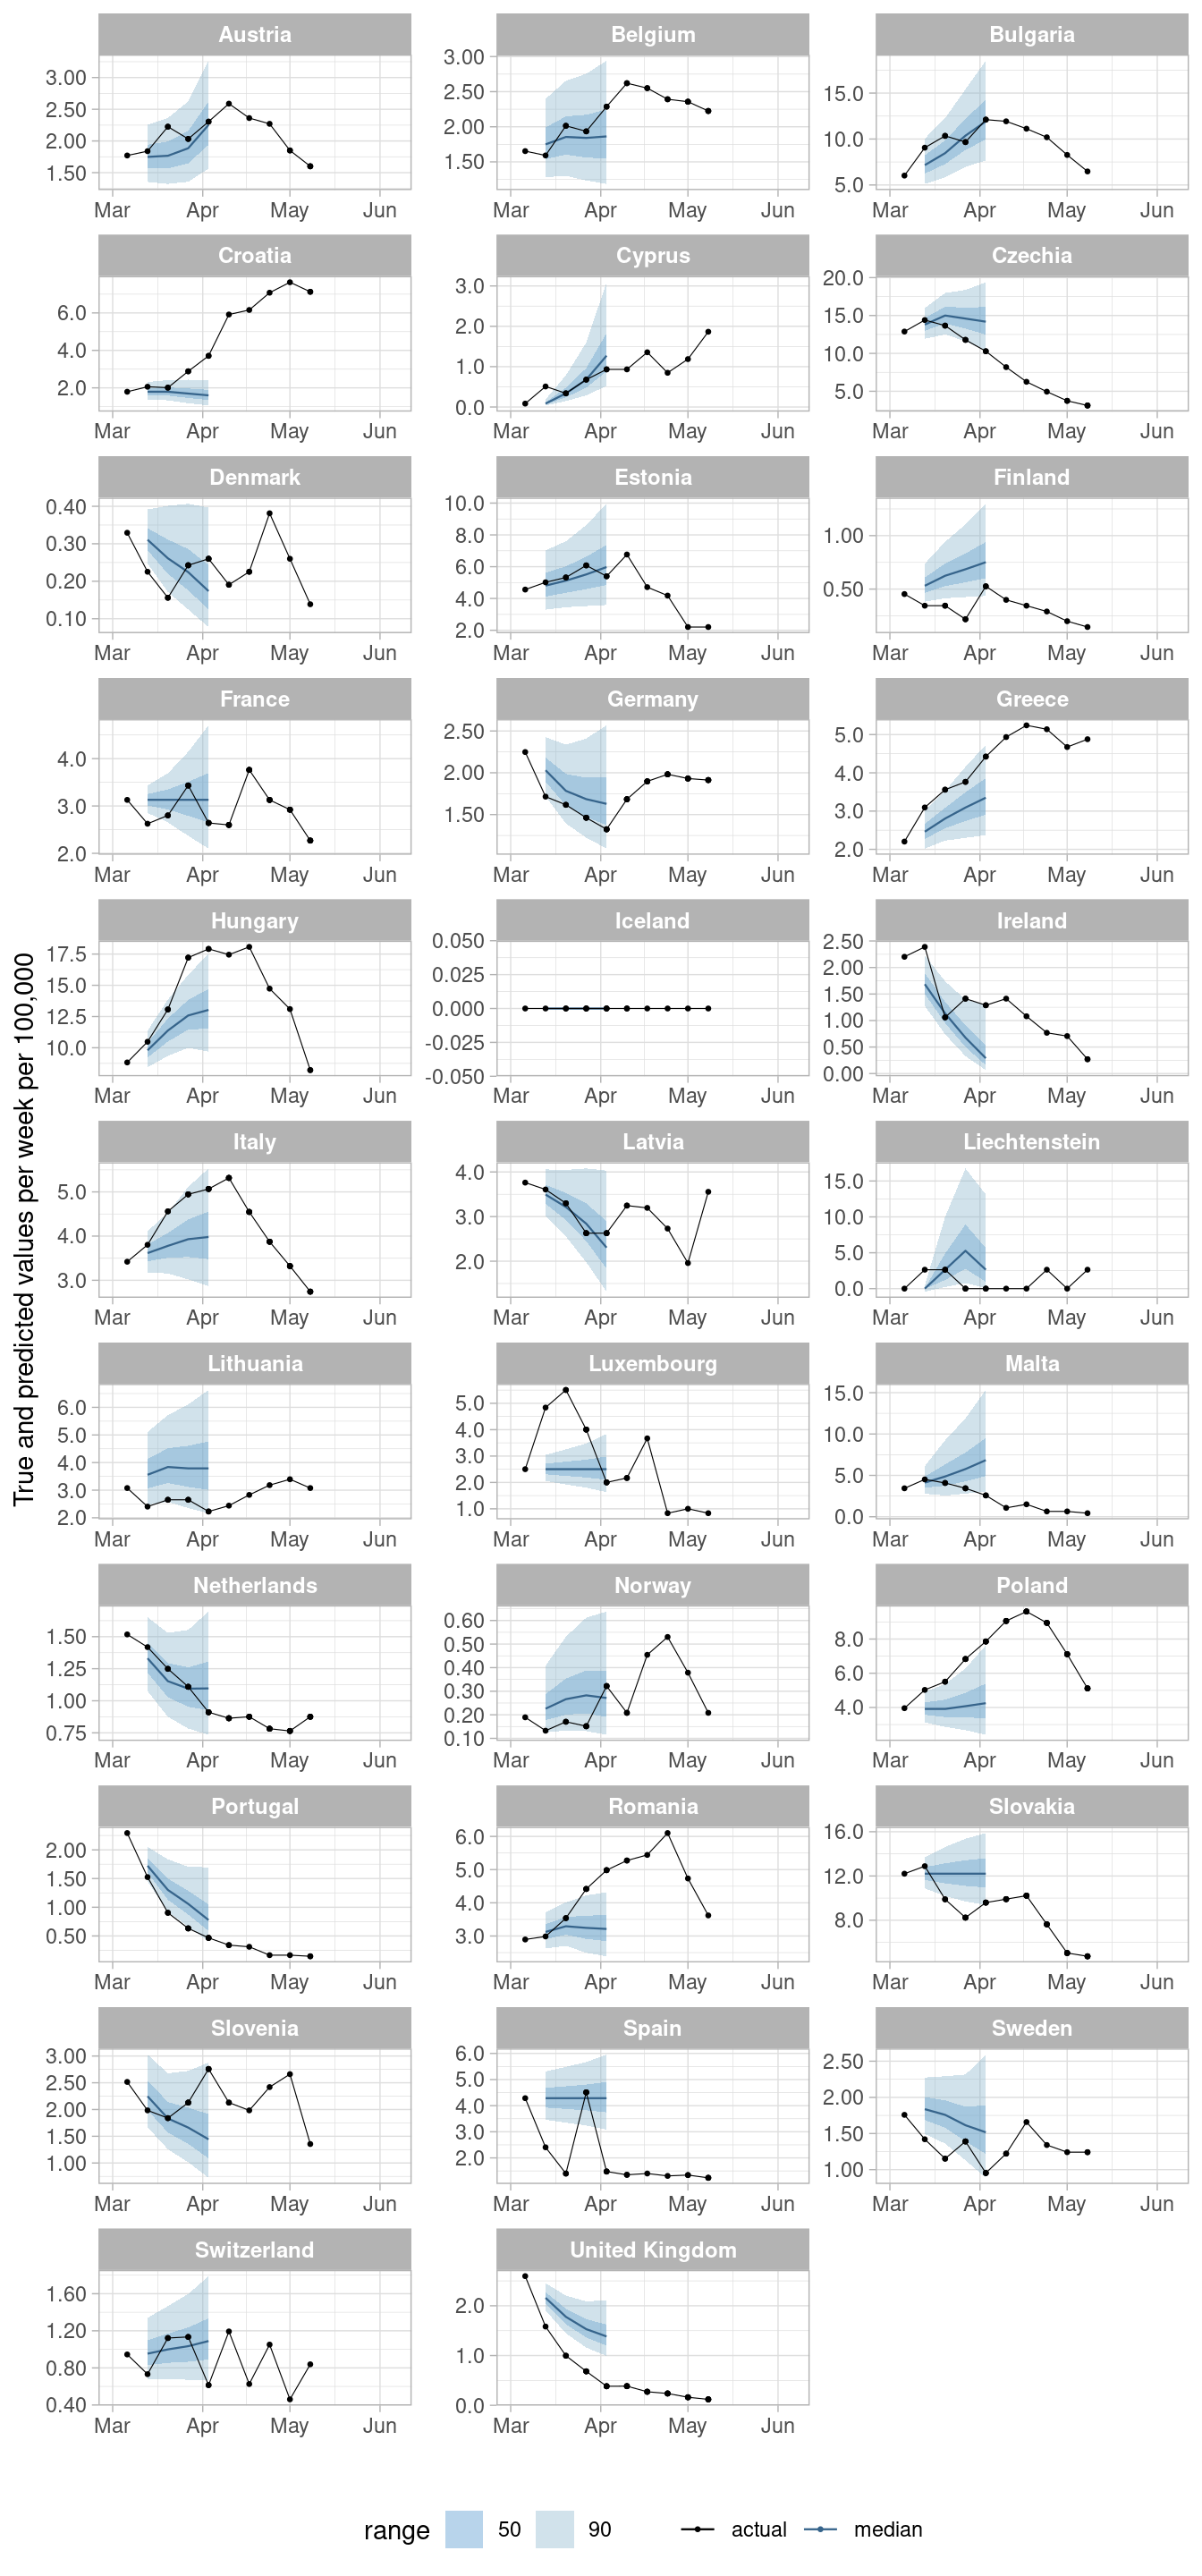 True and predicted values per week per 100,000
Austria
3.00
2.50
2.00
1.50
Mar Apr May Jun
Belgium
3.00
2.50
2.00
1.50
Mar Apr May Jun
Bulgaria
15.0
10.0
5.0
Mar Apr May Jun
Croatia
6.0
4.0
2.0
Mar Apr May Jun
Cyprus
3.0
2.0
1.0
0.0
Mar Apr May Jun
Czechia
20.0
15.0
10.0
5.0
Mar Apr May Jun
Denmark
0.40
0.30
0.20
0.10
Mar Apr May Jun
Estonia
10.0
8.0
6.0
4.0
2.0
Mar Apr May Jun
Finland
1.00
0.50
Mar Apr May Jun
France
4.0
3.0
2.0
Mar Apr May Jun
Germany
2.50
2.00
1.50
Mar Apr May Jun
Greece
5.0
4.0
3.0
2.0
Mar Apr May Jun
Hungary
17.5
15.0
12.5
10.0
Mar Apr May Jun
Iceland
0.050
0.025
0.000
-0.025
-0.050
Mar Apr May Jun
Ireland
2.50
2.00
1.50
1.00
0.50
0.00
Mar Apr May Jun
Italy
5.0
4.0
3.0
Mar Apr May Jun
Latvia
4.0
3.0
2.0
Mar Apr May Jun
Liechtenstein
15.0
10.0
5.0
0.0
Mar Apr May Jun
Lithuania
6.0
5.0
4.0
3.0
2.0
Mar Apr May Jun
Luxembourg
5.0
4.0
3.0
2.0
1.0
Mar Apr May Jun
Malta
15.0
10.0
5.0
0.0
Mar Apr May Jun
Netherlands
1.50
1.25
1.00
0.75
Mar Apr May Jun
Norway
0.60
0.50
0.40
0.30
0.20
0.10
Mar Apr May Jun
Poland
8.0
6.0
4.0
Mar Apr May Jun
Portugal
2.00
1.50
1.00
0.50
Mar Apr May Jun
Romania
6.0
5.0
4.0
3.0
Mar Apr May Jun
Slovakia
16.0
12.0
8.0
Mar Apr May Jun
Slovenia
3.00
2.50
2.00
1.50
1.00
Mar Apr May Jun
Spain
6.0
5.0
4.0
3.0
2.0
Mar Apr May Jun
Sweden
2.50
2.00
1.50
1.00
Mar Apr May Jun
Switzerland
1.60
1.20
0.80
0.40
Mar Apr May Jun
United Kingdom
2.0
1.0
0.0
Mar Apr May Jun
range 50 90 actual median